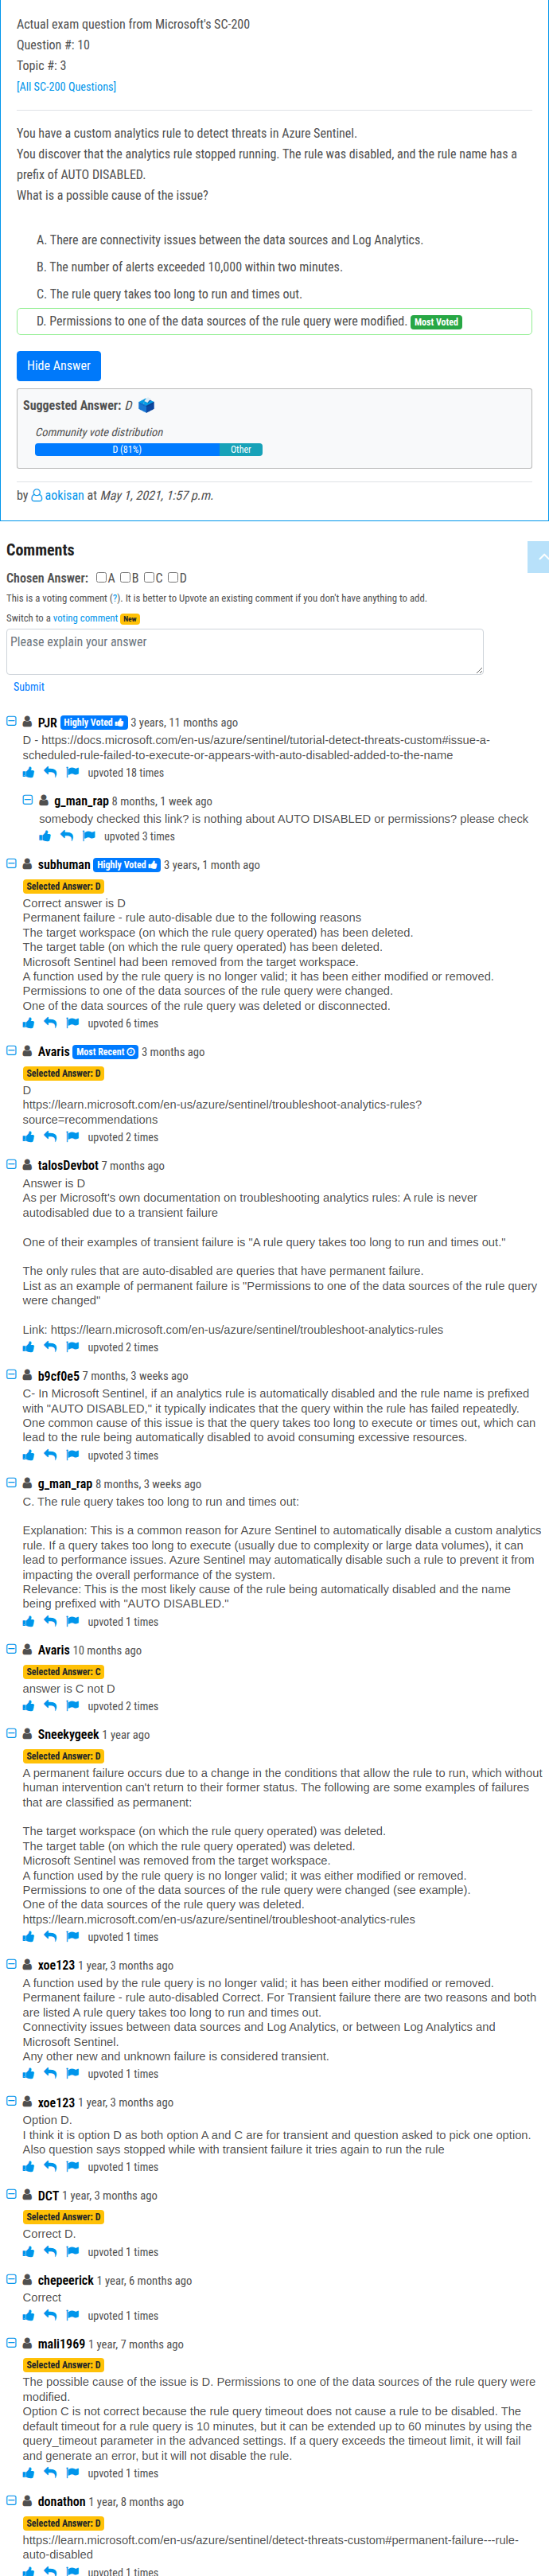 Actual exam question from Microsoft's SC-200
Question #: 10
Topic #: 3
[All SC-200 Questions]
You have a custom analytics rule to detect threats in Azure Sentinel.
You discover that the analytics rule stopped running. The rule was disabled, and the rule name has a
prefix of AUTO DISABLED.
What is a possible cause of the issue?
A. There are connectivity issues between the data sources and Log Analytics.
B. The number of alerts exceeded 10,000 within two minutes.
C. The rule query takes too long to run and times out.
D. Permissions to one of the data sources of the rule query were modified. Most Voted
Hide Answer
Suggested Answer: D
Community vote distribution
D (81%) Other
by aokisan at May 1, 2021, 1:57 p.m.
Comments
Chosen Answer: A B C D
This is a voting comment (?). It is better to Upvote an existing comment if you don't have anything to add.
Switch to a voting comment New
Please explain your answer
Submit
PJR Highly Voted 3 years, 11 months ago
D - https://docs.microsoft.com/en-us/azure/sentinel/tutorial-detect-threats-custom#issue-a-
scheduled-rule-failed-to-execute-or-appears-with-auto-disabled-added-to-the-name
upvoted 18 times
g_man_rap 8 months, 1 week ago
somebody checked this link? is nothing about AUTO DISABLED or permissions? please check
upvoted 3 times
subhuman Highly Voted 3 years, 1 month ago
Selected Answer: D
Correct answer is D
Permanent failure - rule auto-disable due to the following reasons
The target workspace (on which the rule query operated) has been deleted.
The target table (on which the rule query operated) has been deleted.
Microsoft Sentinel had been removed from the target workspace.
A function used by the rule query is no longer valid; it has been either modified or removed.
Permissions to one of the data sources of the rule query were changed.
One of the data sources of the rule query was deleted or disconnected.
upvoted 6 times
Avaris Most Recent 3 months ago
Selected Answer: D
D
https://learn.microsoft.com/en-us/azure/sentinel/troubleshoot-analytics-rules?
source=recommendations
upvoted 2 times
talosDevbot 7 months ago
Answer is D
As per Microsoft's own documentation on troubleshooting analytics rules: A rule is never
autodisabled due to a transient failure
One of their examples of transient failure is "A rule query takes too long to run and times out."
The only rules that are auto-disabled are queries that have permanent failure.
List as an example of permanent failure is "Permissions to one of the data sources of the rule query
were changed"
Link: https://learn.microsoft.com/en-us/azure/sentinel/troubleshoot-analytics-rules
upvoted 2 times
b9cf0e5 7 months, 3 weeks ago
C- In Microsoft Sentinel, if an analytics rule is automatically disabled and the rule name is prefixed
with "AUTO DISABLED," it typically indicates that the query within the rule has failed repeatedly.
One common cause of this issue is that the query takes too long to execute or times out, which can
lead to the rule being automatically disabled to avoid consuming excessive resources.
upvoted 3 times
g_man_rap 8 months, 3 weeks ago
C. The rule query takes too long to run and times out:
Explanation: This is a common reason for Azure Sentinel to automatically disable a custom analytics
rule. If a query takes too long to execute (usually due to complexity or large data volumes), it can
lead to performance issues. Azure Sentinel may automatically disable such a rule to prevent it from
impacting the overall performance of the system.
Relevance: This is the most likely cause of the rule being automatically disabled and the name
being prefixed with "AUTO DISABLED."
upvoted 1 times
Avaris 10 months ago
Selected Answer: C
answer is C not D
upvoted 2 times
Sneekygeek 1 year ago
Selected Answer: D
A permanent failure occurs due to a change in the conditions that allow the rule to run, which without
human intervention can't return to their former status. The following are some examples of failures
that are classified as permanent:
The target workspace (on which the rule query operated) was deleted.
The target table (on which the rule query operated) was deleted.
Microsoft Sentinel was removed from the target workspace.
A function used by the rule query is no longer valid; it was either modified or removed.
Permissions to one of the data sources of the rule query were changed (see example).
One of the data sources of the rule query was deleted.
https://learn.microsoft.com/en-us/azure/sentinel/troubleshoot-analytics-rules
upvoted 1 times
xoe123 1 year, 3 months ago
A function used by the rule query is no longer valid; it has been either modified or removed.
Permanent failure - rule auto-disabled Correct. For Transient failure there are two reasons and both
are listed A rule query takes too long to run and times out.
Connectivity issues between data sources and Log Analytics, or between Log Analytics and
Microsoft Sentinel.
Any other new and unknown failure is considered transient.
upvoted 1 times
xoe123 1 year, 3 months ago
Option D.
I think it is option D as both option A and C are for transient and question asked to pick one option.
Also question says stopped while with transient failure it tries again to run the rule
upvoted 1 times
DCT 1 year, 3 months ago
Selected Answer: D
Correct D.
upvoted 1 times
chepeerick 1 year, 6 months ago
Correct
upvoted 1 times
mali1969 1 year, 7 months ago
Selected Answer: D
The possible cause of the issue is D. Permissions to one of the data sources of the rule query were
modified.
Option C is not correct because the rule query timeout does not cause a rule to be disabled. The
default timeout for a rule query is 10 minutes, but it can be extended up to 60 minutes by using the
query_timeout parameter in the advanced settings. If a query exceeds the timeout limit, it will fail
and generate an error, but it will not disable the rule.
upvoted 1 times
donathon 1 year, 8 months ago
Selected Answer: D
https://learn.microsoft.com/en-us/azure/sentinel/detect-threats-custom#permanent-failure---rule-
auto-disabled
upvoted 1 times